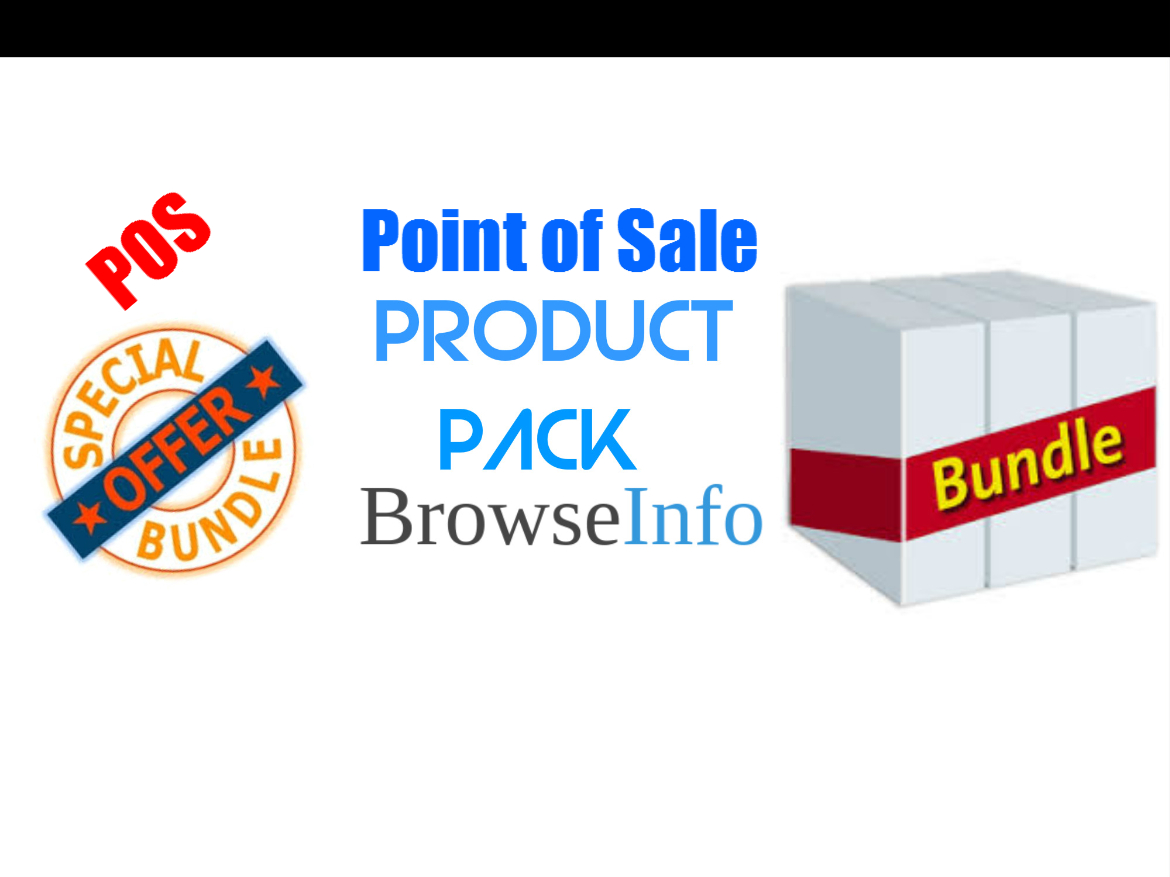 POS
SPECIAL
OFFER
BUNDLE
Point of Sale
PRODUCT
PACK
BrowseInfo
Bundle